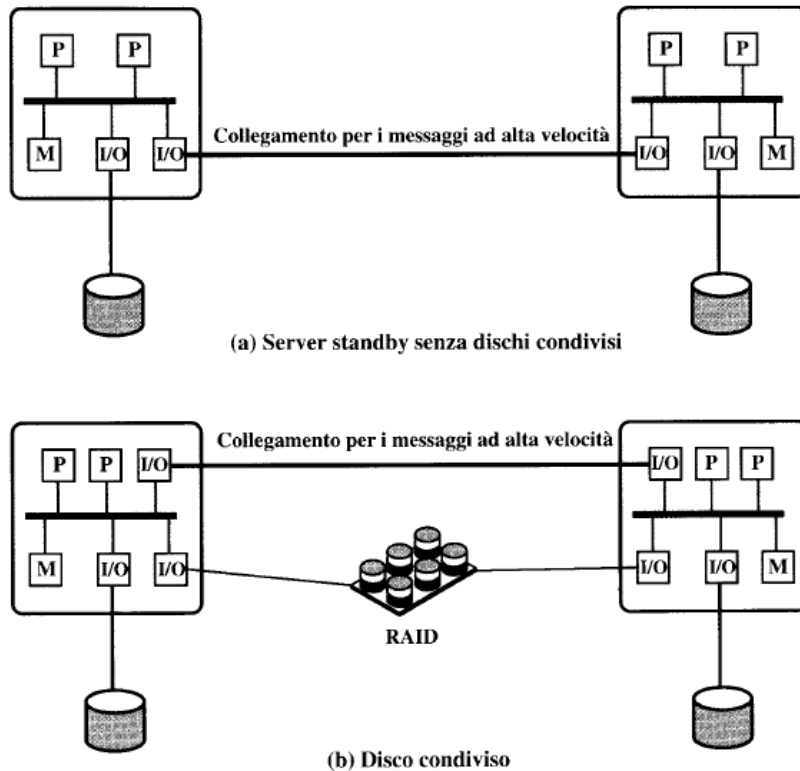 P P P P
M I/O I/O Collegamento per i messaggi ad alta velocità I/O I/O M
(a) Server standby senza dischi condivisi
Collegamento per i messaggi ad alta velocità
P P I/O I/O P P
M I/O I/O I/O I/O M
RAID
(b) Disco condiviso